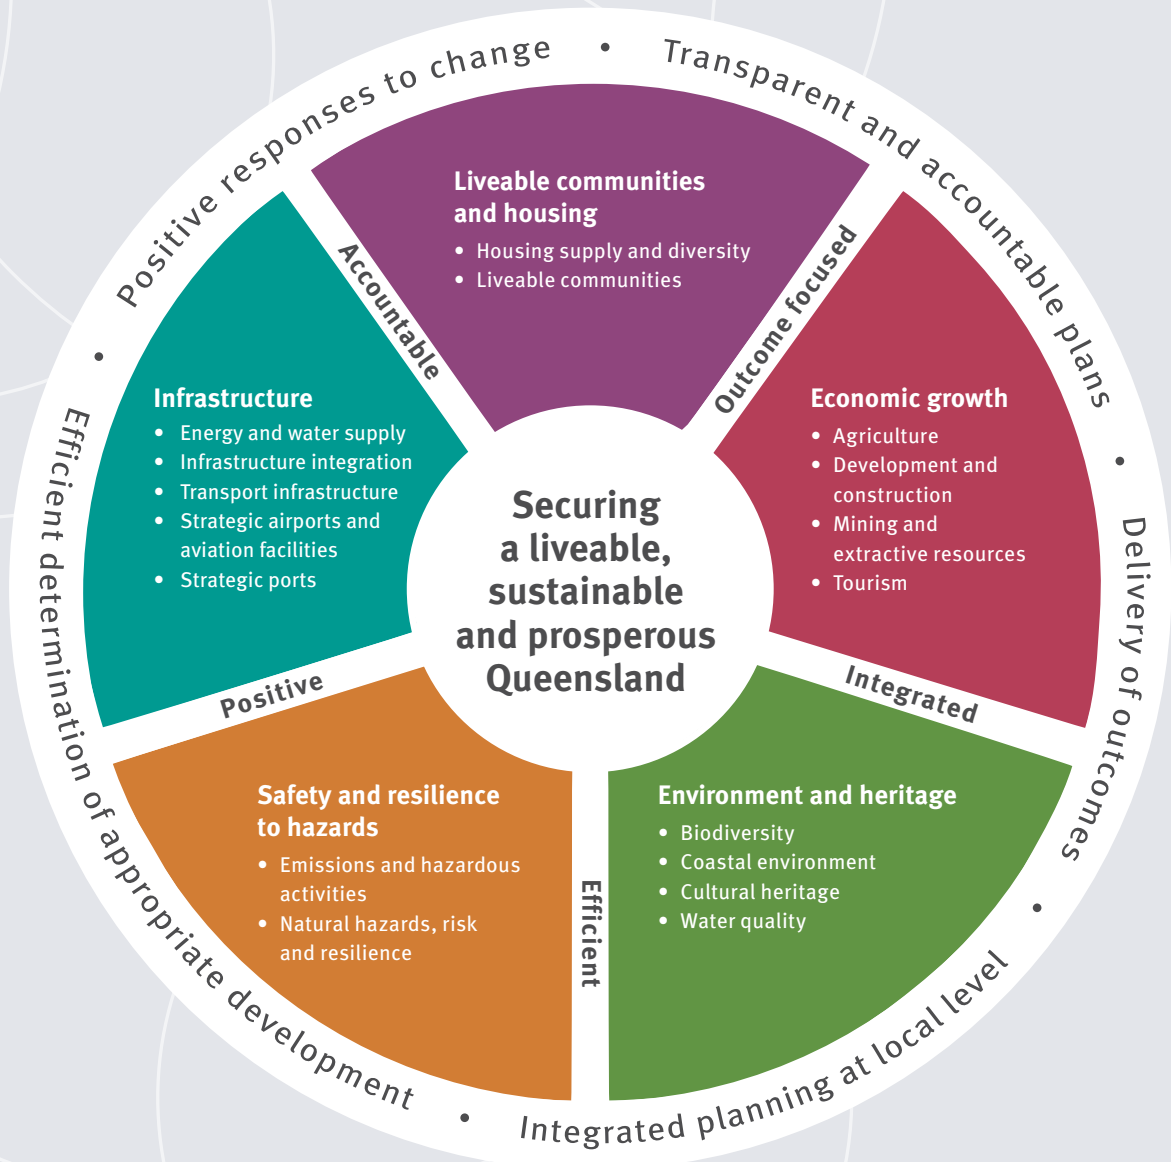 Positive responses to change • Transparent and accountable plans • Delivery of outcomes • Integrated planning at local level • Efficient determination of appropriate development •
Liveable communities
and housing
• Housing supply and diversity
• Liveable communities
Accountable
Outcome focused
Infrastructure
• Energy and water supply
• Infrastructure integration
• Transport infrastructure
• Strategic airports and
aviation facilities
• Strategic ports
Economic growth
• Agriculture
• Development and
construction
• Mining and
extractive resources
• Tourism
Securing
a liveable,
sustainable
and prosperous
Queensland
Positive
Integrated
Safety and resilience
to hazards
• Emissions and hazardous
activities
• Natural hazards, risk
and resilience
Efficient
Environment and heritage
• Biodiversity
• Coastal environment
• Cultural heritage
• Water quality